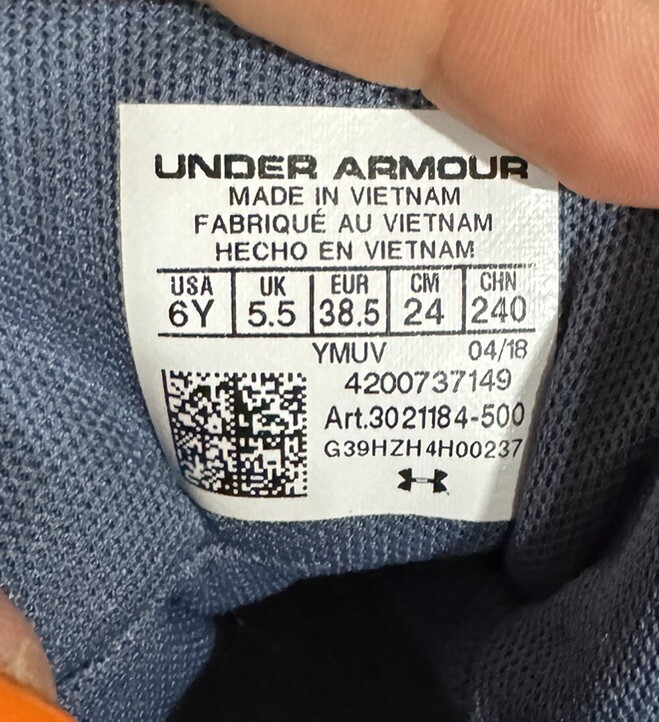 UNDER ARMOUR
MADE IN VIETNAM
FABRIQUÉ AU VIETNAM
HECHO EN VIETNAM
USA UK EUR CM CHN
6Y 5.5 38.5 24 240
YMUV 04/18
4200737149
Art.3021184-500
G39HZH4H00237